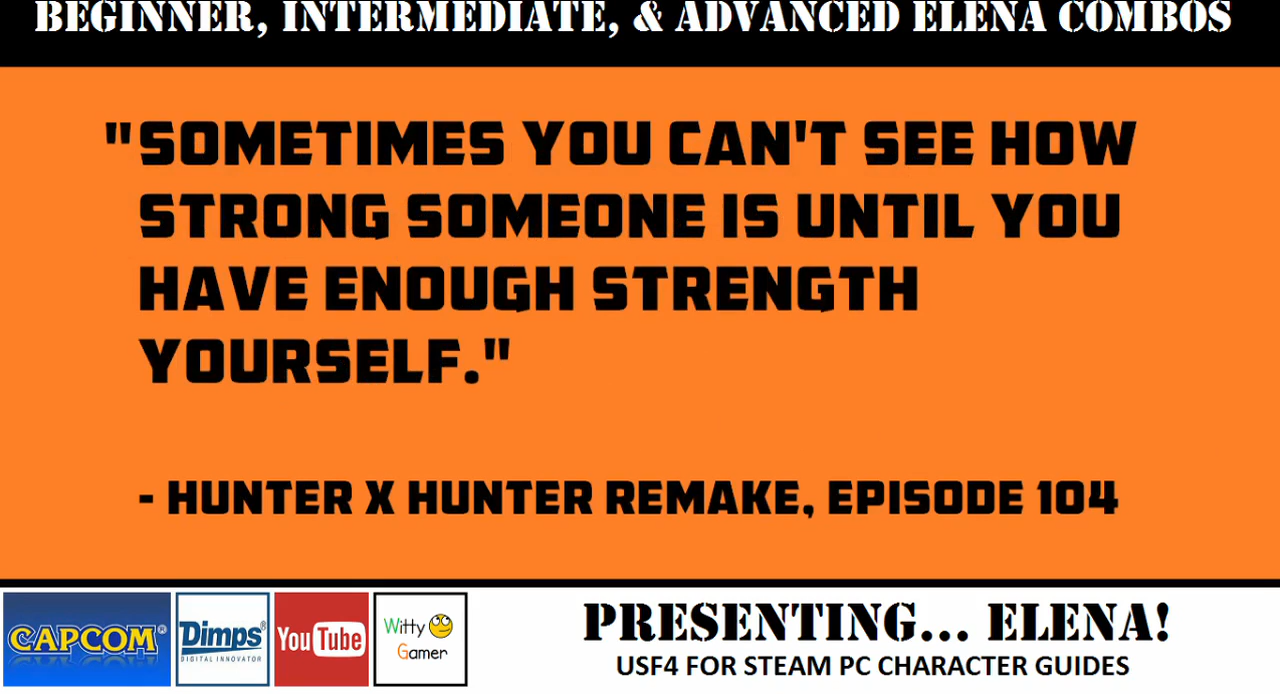 BEGINNER, INTERMEDIATE, & ADVANCED ELENA COMBOS
"SOMETIMES YOU CAN'T SEE HOW
STRONG SOMEONE IS UNTIL YOU
HAVE ENOUGH STRENGTH
YOURSELF."
- HUNTER X HUNTER REMAKE, EPISODE 104
CAPCOM®
Dimps®
DIGITAL INNOVATOR
YouTube
Witty
Gamer
PRESENTING... ELENA!
USF4 FOR STEAM PC CHARACTER GUIDES